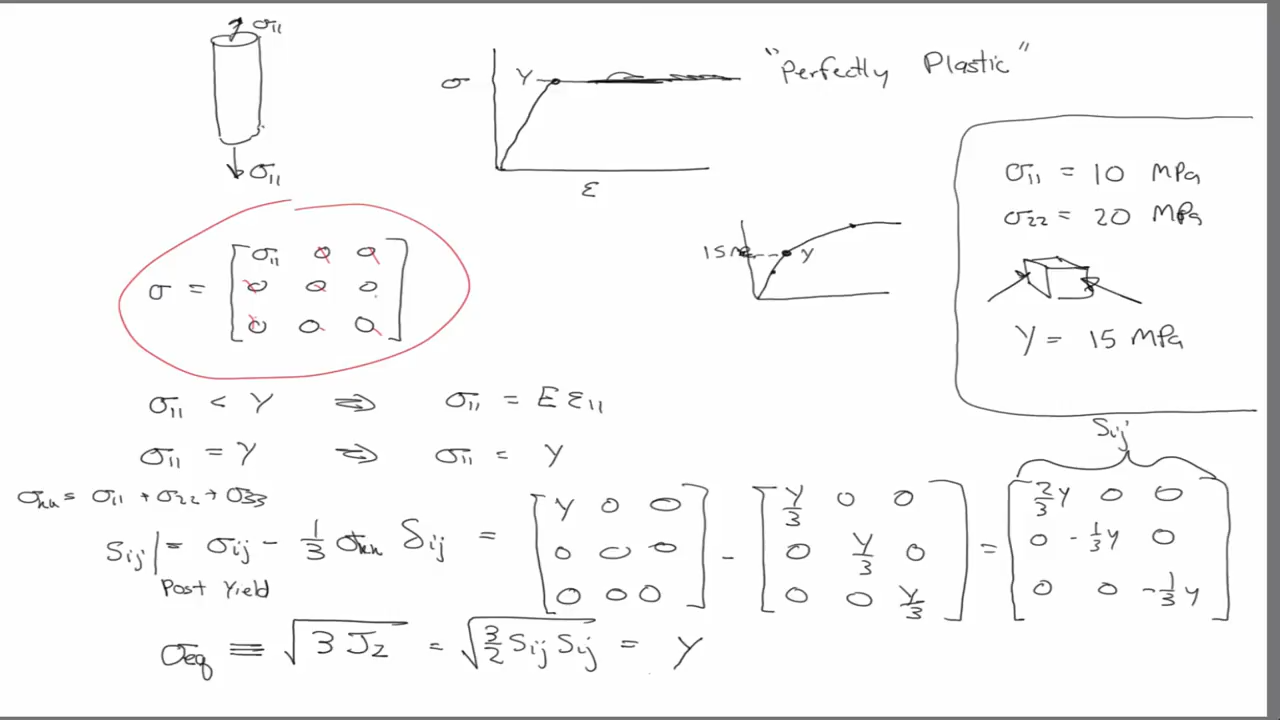 σ11
σ11
σ
Y
ε
"Perfectly Plastic"
σ11 = 10 MPa
σ22 = 20 MPa
Y = 15 MPa
Y
σ = [ σ11 0 0
0 0 0
0 0 0 ]
σ11 < Y ⇒ σ11 = E ε11
σ11 = Y ⇒ σ11 = Y
σkk = σ11 + σ22 + σ33
Sij | Post Yield = σij - 1/3 σkk δij = [ Y 0 0
0 0 0
0 0 0 ]
- [ Y/3 0 0
0 Y/3 0
0 0 Y/3 ]
= [ 2/3 Y 0 0
0 -1/3 Y 0
0 0 -1/3 Y ]
Sij
σeq ≡ √3 J2 = √3/2 Sij Sij = Y